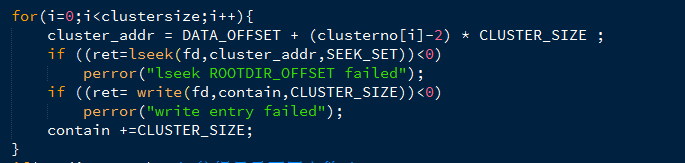 for(i=0;i<clustersize;i++){
cluster_addr = DATA_OFFSET + (clusterno[i]-2) * CLUSTER_SIZE ;
if ((ret=lseek(fd,cluster_addr,SEEK_SET))<0)
perror("lseek ROOTDIR_OFFSET failed");
if ((ret= write(fd,contain,CLUSTER_SIZE))<0)
perror("write entry failed");
contain +=CLUSTER_SIZE;
}